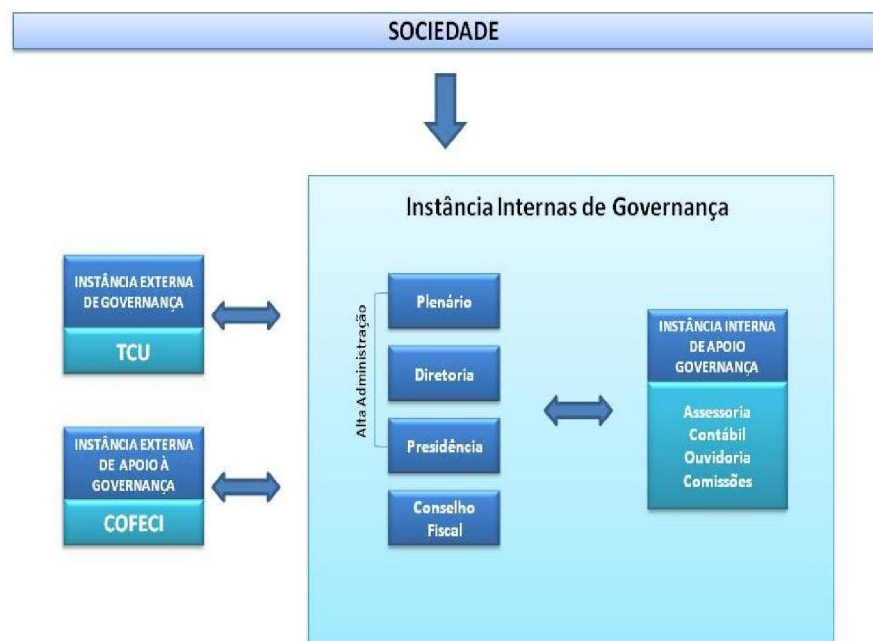 SOCIEDADE
Instância Internas de Governança
INSTÂNCIA EXTERNA
DE GOVERNANÇA
TCU
INSTÂNCIA EXTERNA
DE APOIO À
GOVERNANÇA
COFECI
Alta Administração
Plenário
Diretoria
Presidência
Conselho
Fiscal
INSTÂNCIA INTERNA
DE APOIO
GOVERNANÇA
Assessoria
Contábil
Ouvidoria
Comissões